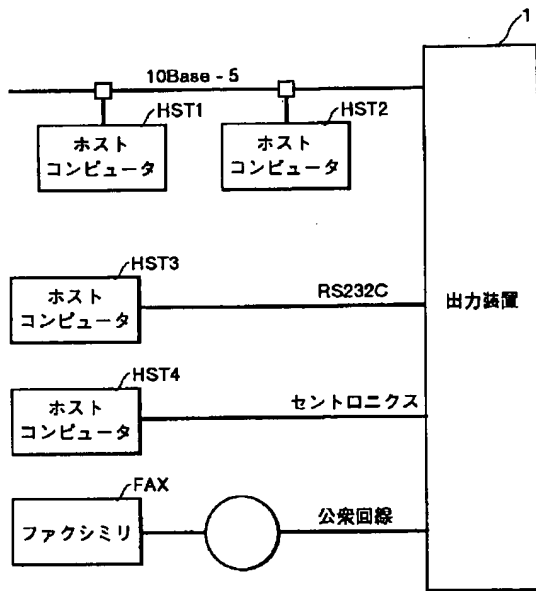 1
10Base - 5
HST1
HST2
ホスト
コンピュータ
ホスト
コンピュータ
HST3
ホスト
コンピュータ
RS232C
出力装置
HST4
ホスト
コンピュータ
セントロニクス
FAX
ファクシミリ
公衆回線